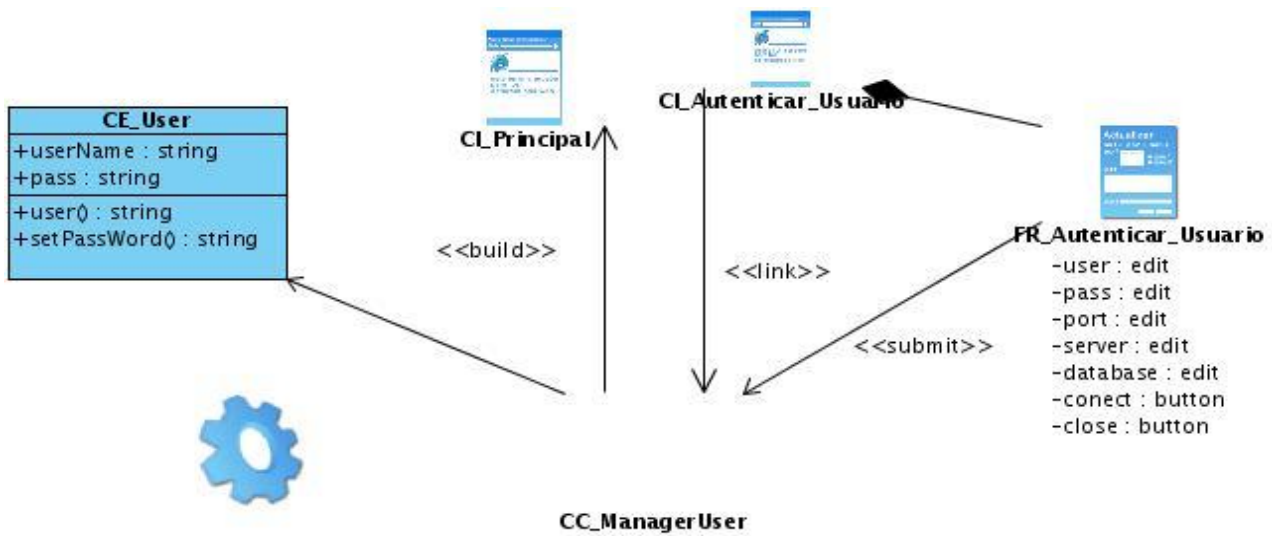 CE_User
+userName : string
+pass : string
+user() : string
+setPassWord() : string
CI_Principal
CI_Autenticar_Usuario
Actualizar
FR_Autenticar_Usuario
-user : edit
-pass : edit
-port : edit
-server : edit
-database : edit
-conect : button
-close : button
<<build>>
<<link>>
<<submit>>
CC_ManagerUser